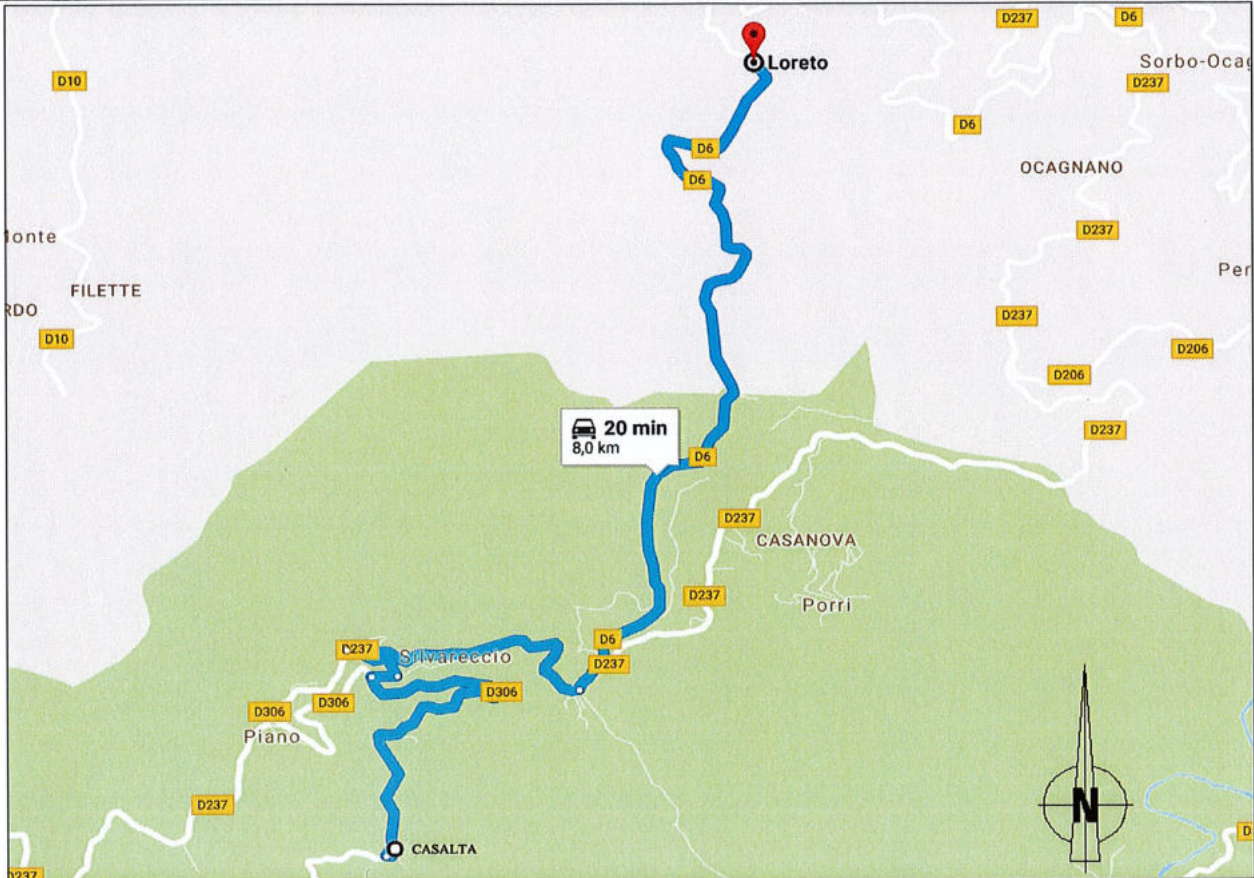 D237
D6
Loreto
Sorbo-Ocag
D10
D237
D6
D6
OCAGNANO
D6
D237
Monte
Per
FILETTE
RDO
D237
D10
D206
D206
20 min
8,0 km
D237
D6
D237
CASANOVA
D237
Porri
D6
D237
Silvareccio
D237
D306
D306
D306
Piano
D237
N
D
CASALTA
D237